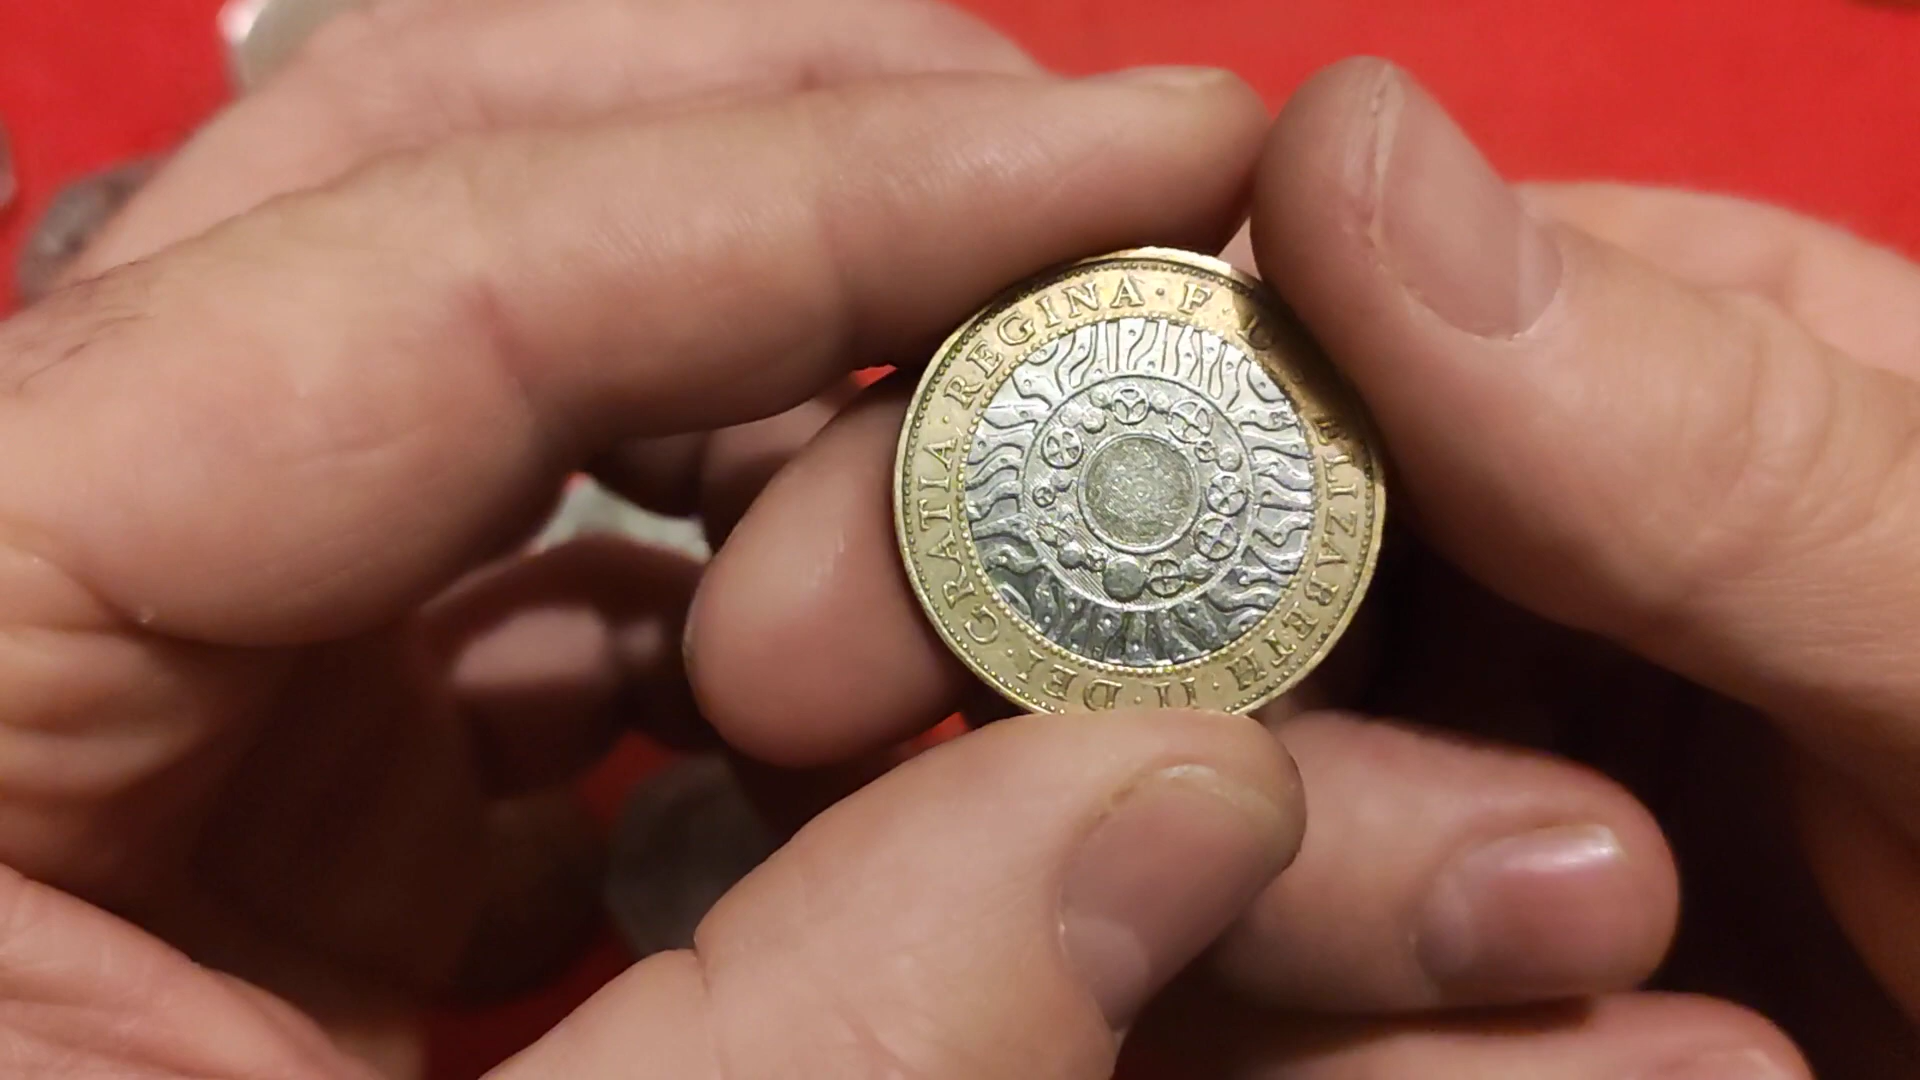 ELIZABETH · II · DEI · GRATIA · REGINA · F ·